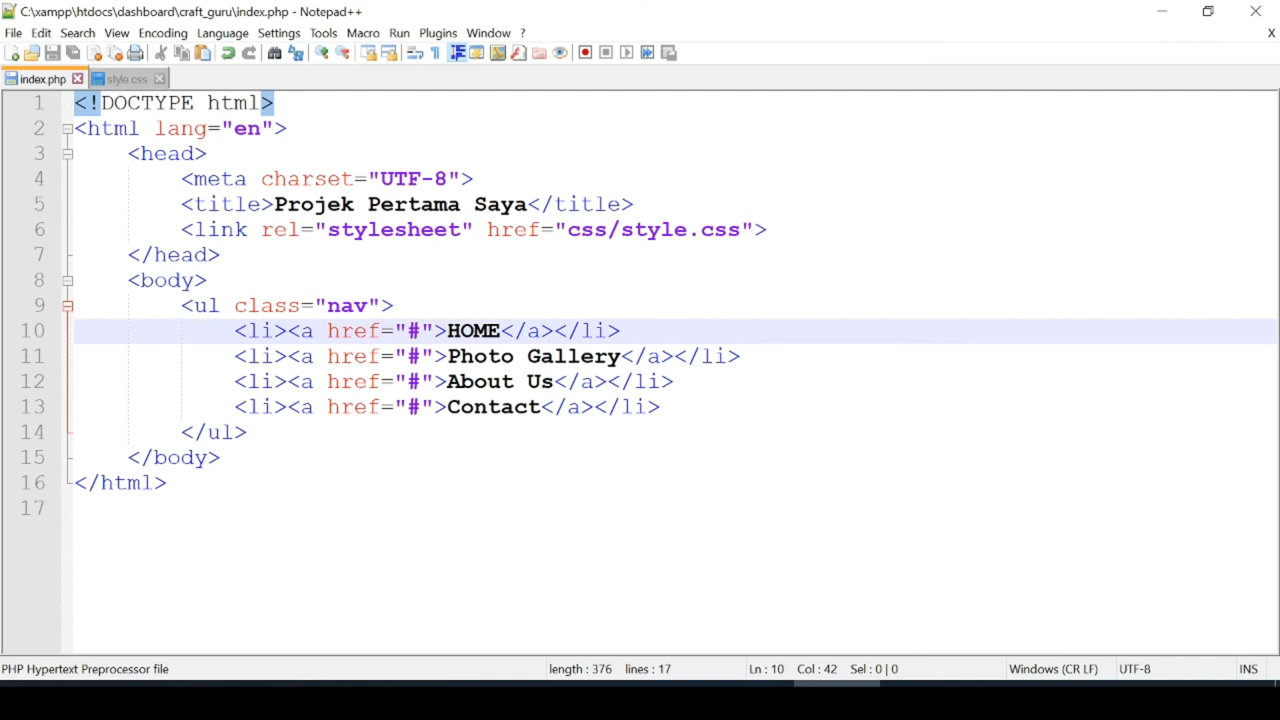 C:\xampp\htdocs\dashboard\craft_guru\index.php - Notepad++
File Edit Search View Encoding Language Settings Tools Macro Run Plugins Window ? X
index.php style.css
1 <!DOCTYPE html>
2 <html lang="en">
3 <head>
4 <meta charset="UTF-8">
5 <title>Projek Pertama Saya</title>
6 <link rel="stylesheet" href="css/style.css">
7 </head>
8 <body>
9 <ul class="nav">
10 <li><a href="#">HOME</a></li>
11 <li><a href="#">Photo Gallery</a></li>
12 <li><a href="#">About Us</a></li>
13 <li><a href="#">Contact</a></li>
14 </ul>
15 </body>
16 </html>
17
PHP Hypertext Preprocessor file length : 376 lines : 17 Ln : 10 Col : 42 Sel : 0 | 0 Windows (CR LF) UTF-8 INS